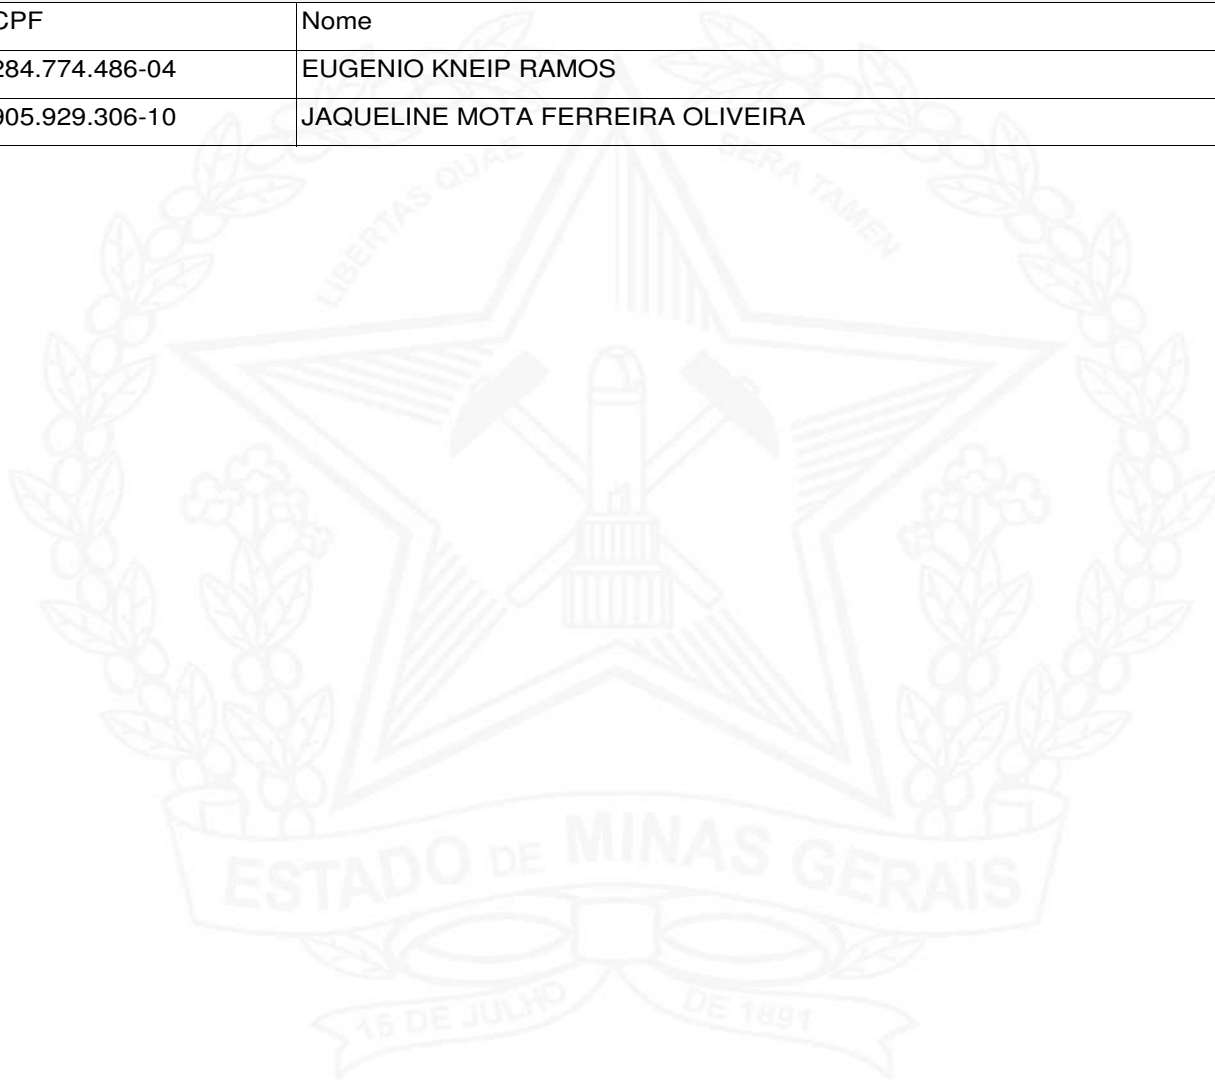 CPF Nome
284.774.486-04 EUGENIO KNEIP RAMOS
905.929.306-10 JAQUELINE MOTA FERREIRA OLIVEIRA
LIBERTAS QUAE SERA TAMEN
ESTADO DE MINAS GERAIS
15 DE JULHO DE 1891